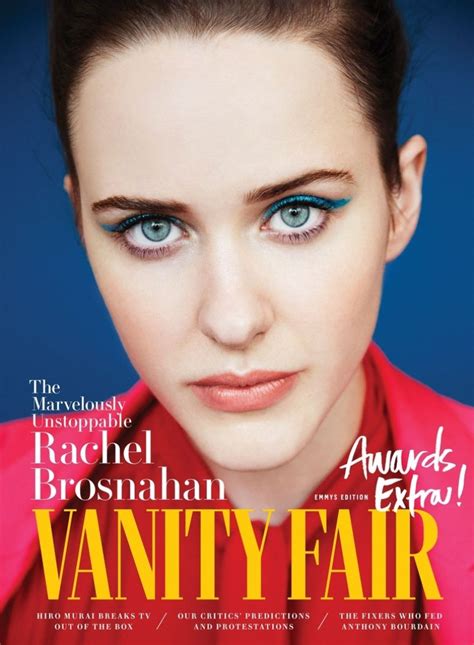 The
Marvelously
Unstoppable
Rachel
Brosnahan
Awards
EMMYS EDITION Extra!
VANITY FAIR
HIRO MURAI BREAKS TV / OUR CRITICS' PREDICTIONS / THE FIXERS WHO FED
OUT OF THE BOX AND PROTESTATIONS ANTHONY BOURDAIN